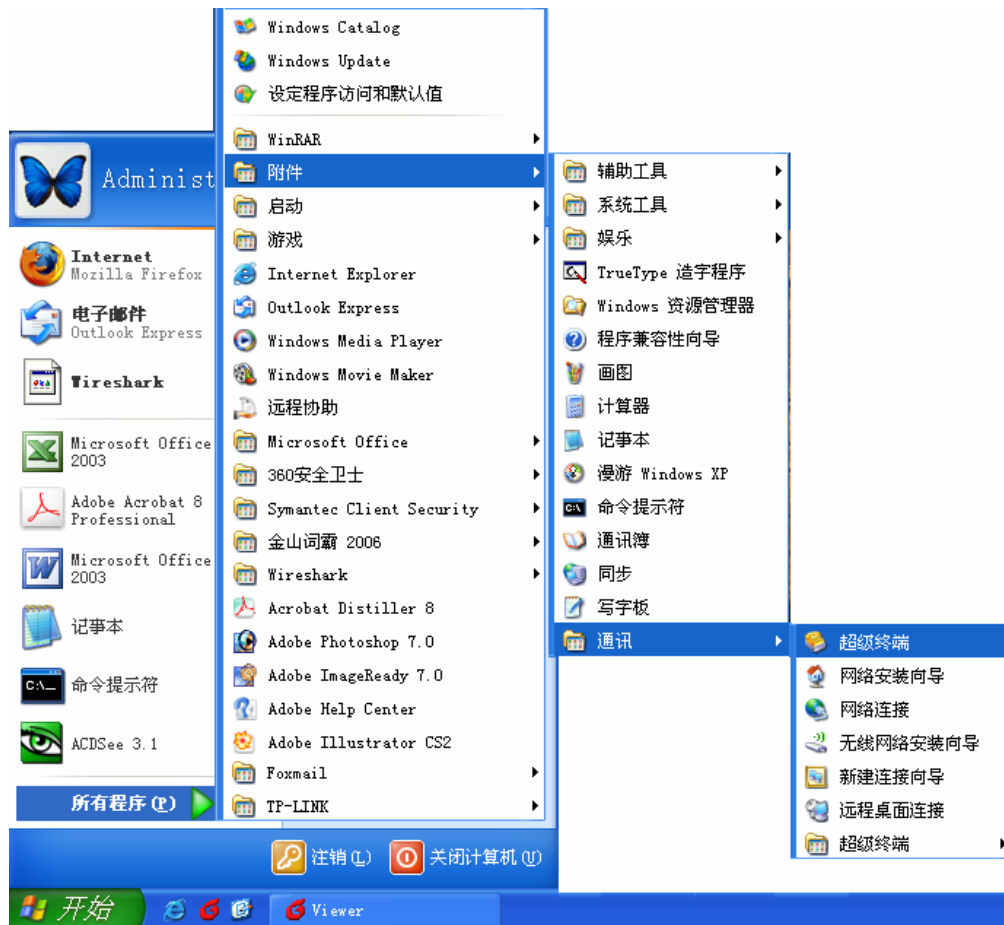 Administ
Internet
Mozilla Firefox
电子邮件
Outlook Express
Wireshark
Microsoft Office
2003
Adobe Acrobat 8
Professional
Microsoft Office
2003
记事本
命令提示符
ACDSee 3.1
所有程序(P)
Windows Catalog
Windows Update
设定程序访问和默认值
WinRAR
附件
启动
游戏
Internet Explorer
Outlook Express
Windows Media Player
Windows Movie Maker
远程协助
Microsoft Office
360安全卫士
Symantec Client Security
金山词霸 2006
Wireshark
Acrobat Distiller 8
Adobe Photoshop 7.0
Adobe ImageReady 7.0
Adobe Help Center
Adobe Illustrator CS2
Foxmail
TP-LINK
辅助工具
系统工具
娱乐
TrueType 造字程序
Windows 资源管理器
程序兼容性向导
画图
计算器
记事本
漫游 Windows XP
命令提示符
通讯簿
同步
写字板
通讯
超级终端
网络安装向导
网络连接
无线网络安装向导
新建连接向导
远程桌面连接
超级终端
注销(L)
关闭计算机(U)
开始
Viewer